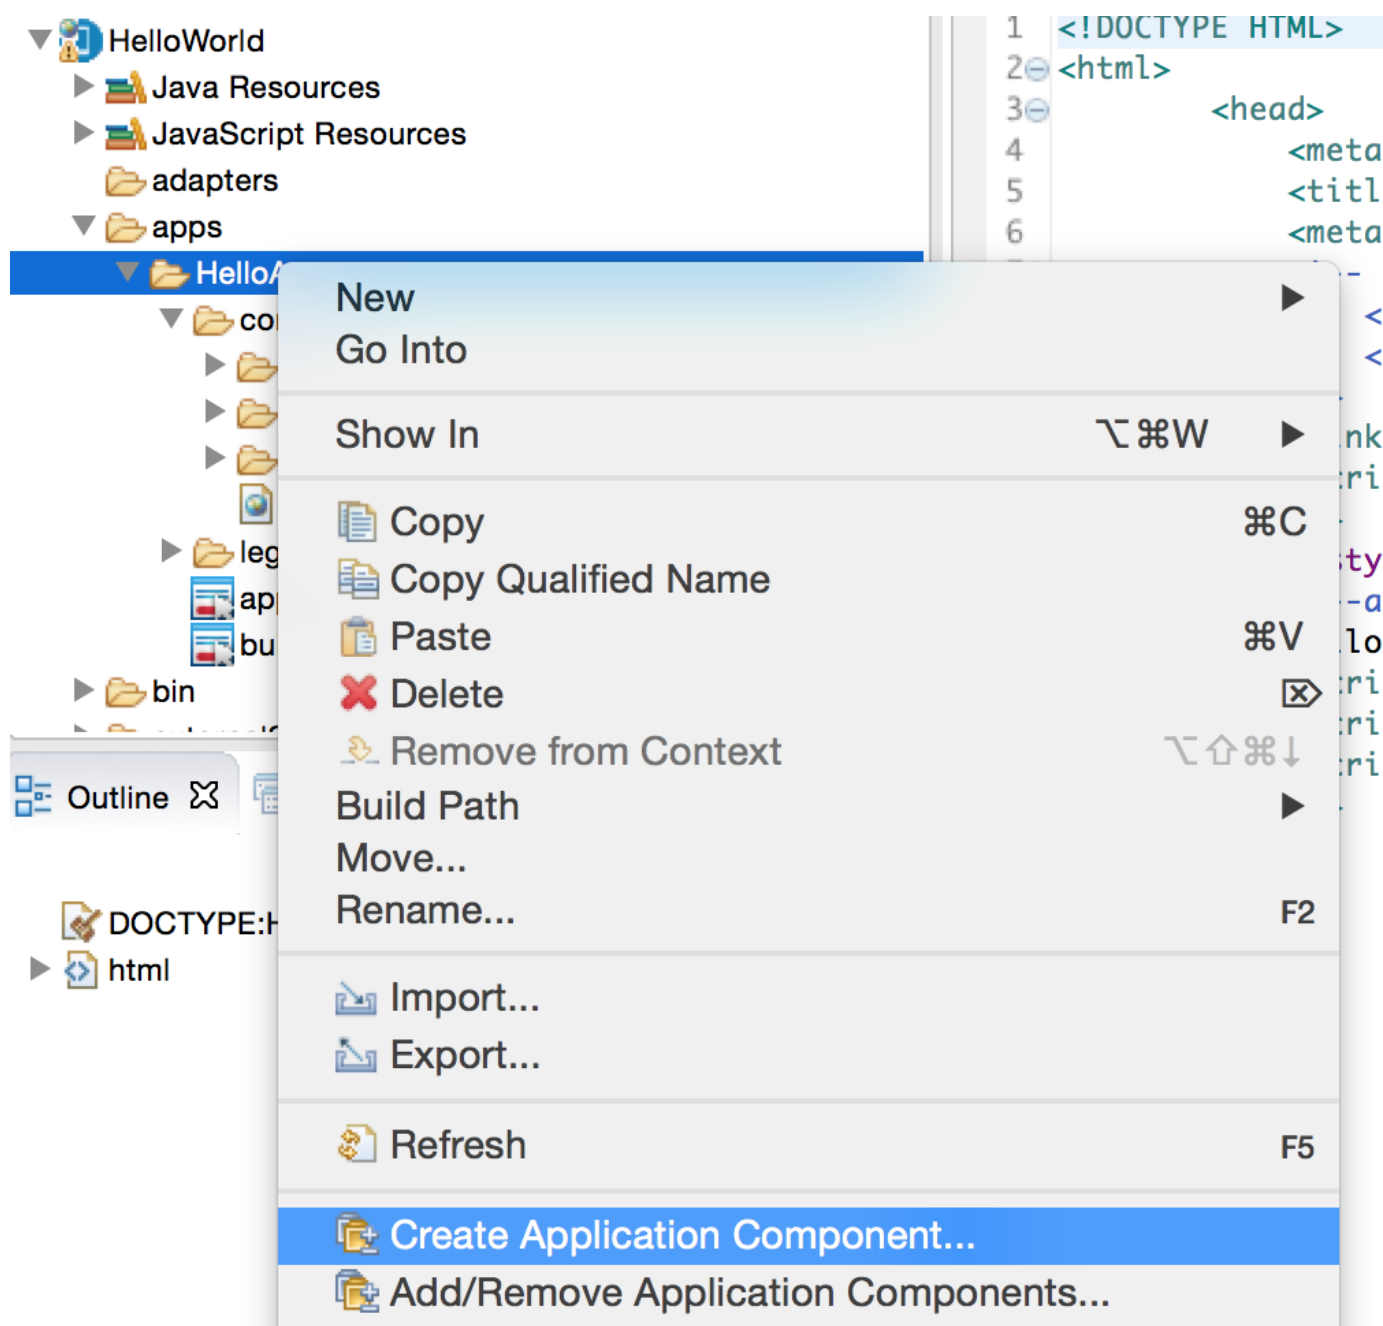 HelloWorld
Java Resources
JavaScript Resources
adapters
apps
HelloA
bin
Outline
DOCTYPE:H
html
1 <!DOCTYPE HTML>
2 <html>
3 <head>
4 <meta
5 <titl
6 <meta
New
Go Into
Show In ⌥⌘W
Copy ⌘C
Copy Qualified Name
Paste ⌘V
Delete ⌦
Remove from Context ⌥⇧⌘↓
Build Path
Move...
Rename... F2
Import...
Export...
Refresh F5
Create Application Component...
Add/Remove Application Components...